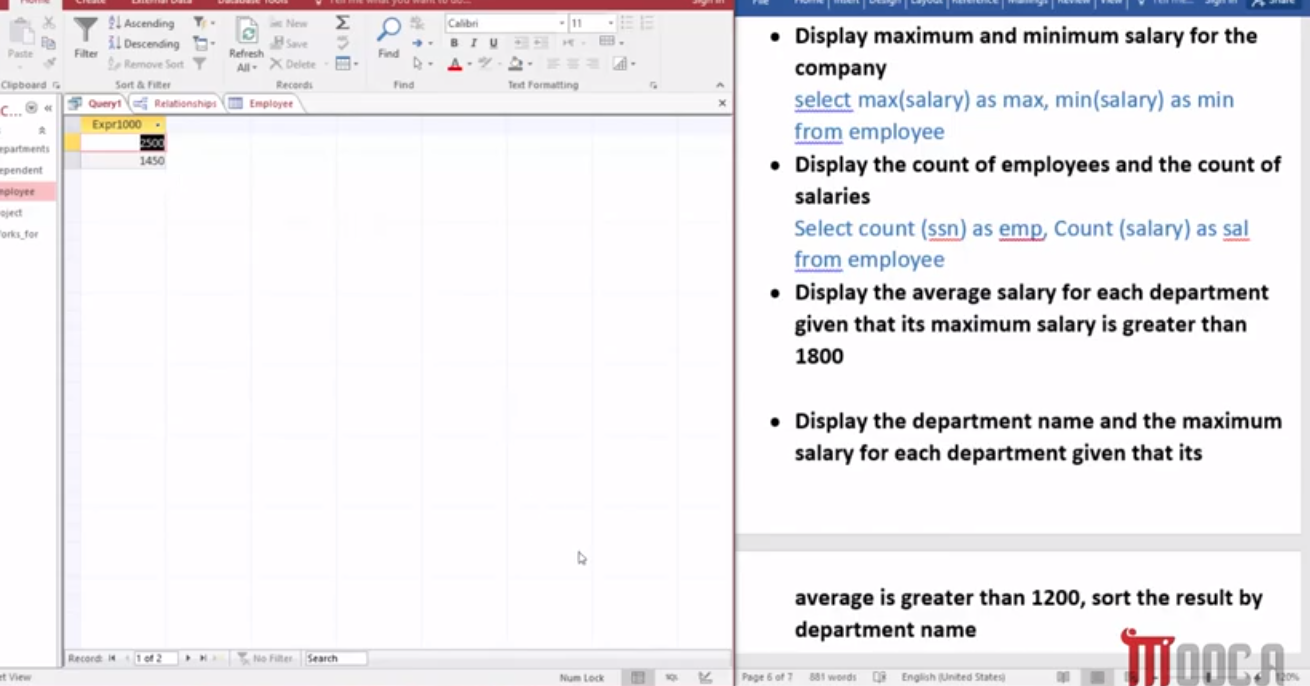 Home Create External Data Database Tools Tell me what you want to do... Sign in
Paste
Clipboard
Filter
Ascending
Descending
Remove Sort
Sort & Filter
Refresh
All
New
Save
Delete
Records
Find
Find
Calibri 11
B I U
A
Text Formatting
Query1 Relationships Employee
C...
epartments
ependent
mployee
oject
orks_for
Expr1000
2500
1450
Record: 1 of 2 No Filter Search
et View Num Lock
File Home Insert Design Layout Reference Mailings Review View Tell me... Sign in Share
• Display maximum and minimum salary for the
company
select max(salary) as max, min(salary) as min
from employee
• Display the count of employees and the count of
salaries
Select count (ssn) as emp, Count (salary) as sal
from employee
• Display the average salary for each department
given that its maximum salary is greater than
1800
• Display the department name and the maximum
salary for each department given that its
average is greater than 1200, sort the result by
department name
MOOCA
Page 6 of 7 881 words English (United States) 120%